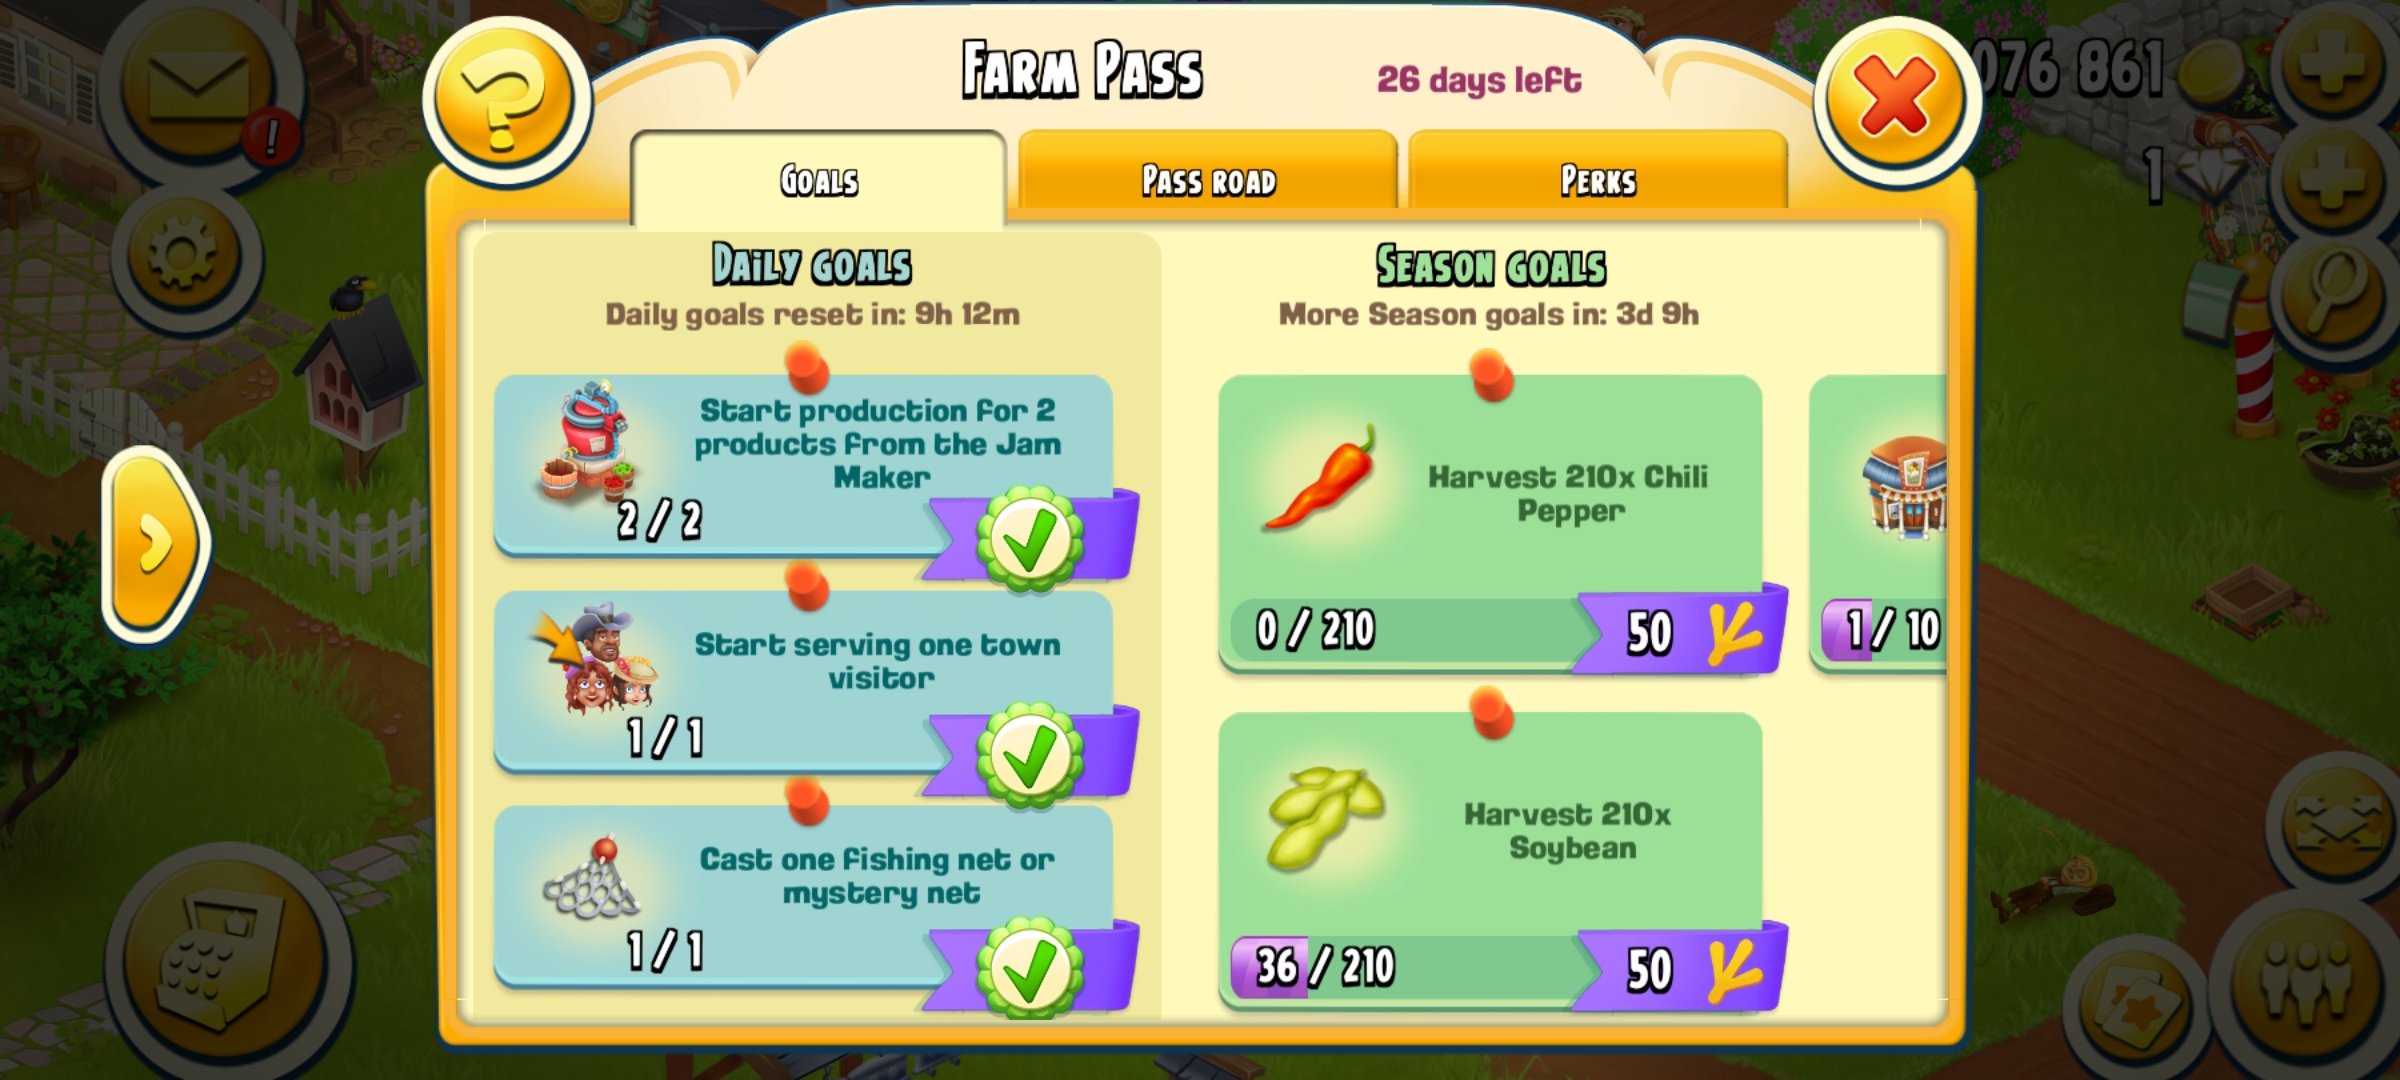 FARM PASS
26 days left
076 861
1
GOALS
PASS ROAD
PERKS
DAILY GOALS
Daily goals reset in: 9h 12m
Start production for 2
products from the Jam
Maker
2 / 2
Start serving one town
visitor
1 / 1
Cast one fishing net or
mystery net
1 / 1
SEASON GOALS
More Season goals in: 3d 9h
Harvest 210x Chili
Pepper
0 / 210
50
1 / 10
Harvest 210x
Soybean
36 / 210
50